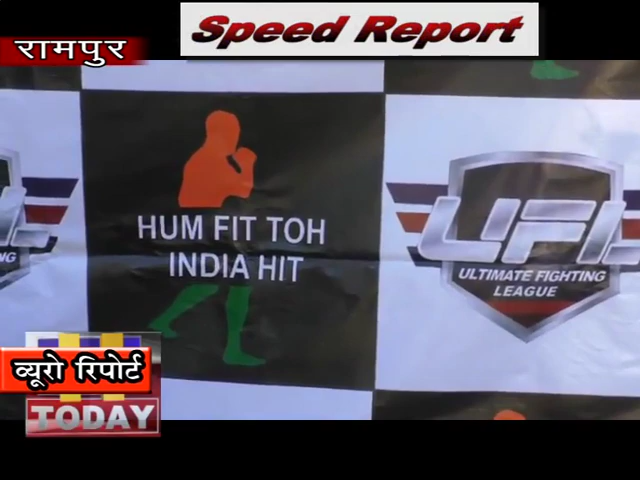 रामपुर
Speed Report
HUM FIT TOH
INDIA HIT
UFL
ULTIMATE FIGHTING
LEAGUE
ब्यूरो रिपोर्ट
TODAY